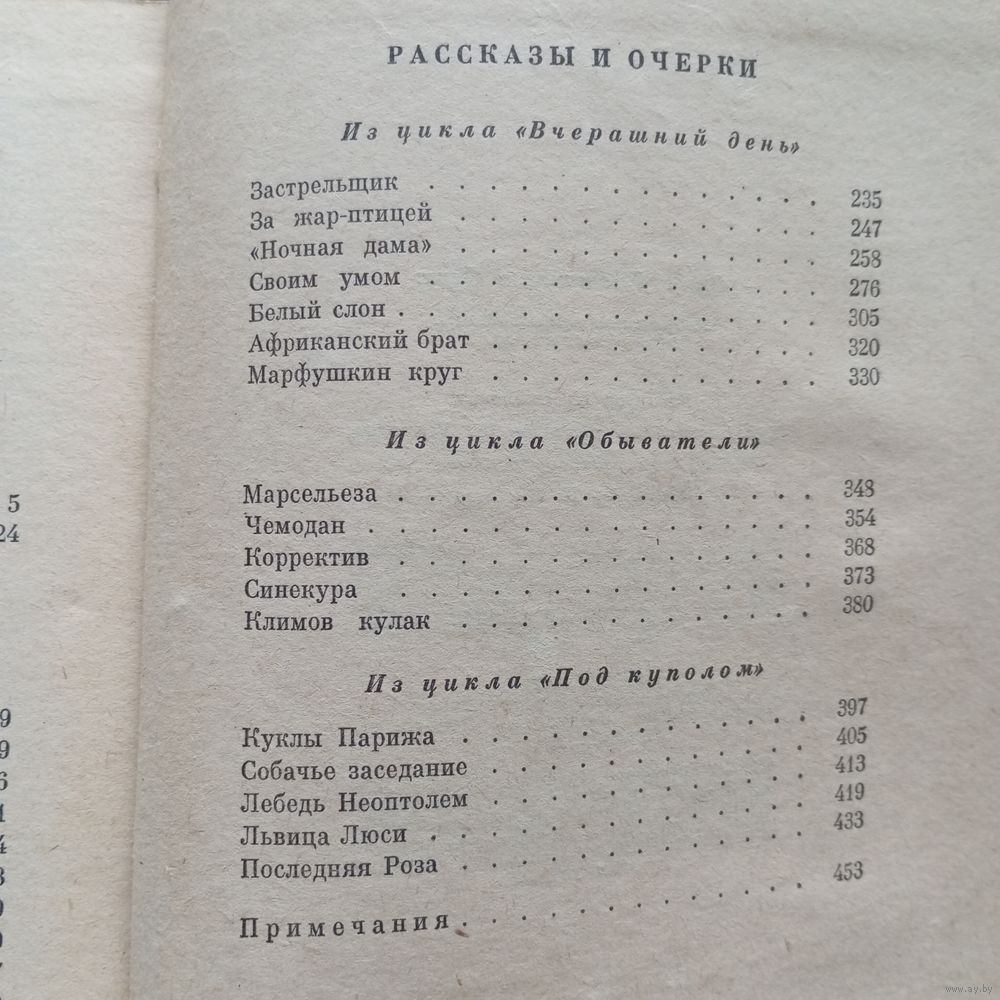 5
24
РАССКАЗЫ И ОЧЕРКИ
Из цикла «Вчерашний день»
Застрельщик . . . . . . . . . . . . . . 235
За жар-птицей . . . . . . . . . . . . . 247
«Ночная дама» . . . . . . . . . . . . . 258
Своим умом . . . . . . . . . . . . . . 276
Белый слон . . . . . . . . . . . . . . . 305
Африканский брат . . . . . . . . . . . . 320
Марфушкин круг . . . . . . . . . . . . 330
Из цикла «Обыватели»
Марсельеза . . . . . . . . . . . . . . 348
Чемодан . . . . . . . . . . . . . . . 354
Корректив . . . . . . . . . . . . . . 368
Синекура . . . . . . . . . . . . . . 373
Климов кулак . . . . . . . . . . . . 380
Из цикла «Под куполом»
Куклы Парижа . . . . . . . . . . . . 397
Собачье заседание . . . . . . . . . . . 405
Лебедь Неоптолем . . . . . . . . . . . 413
Львица Люси . . . . . . . . . . . . . 419
Последняя Роза . . . . . . . . . . . . 433
Примечания . . . . . . . . . . . . 453
www.ay.by